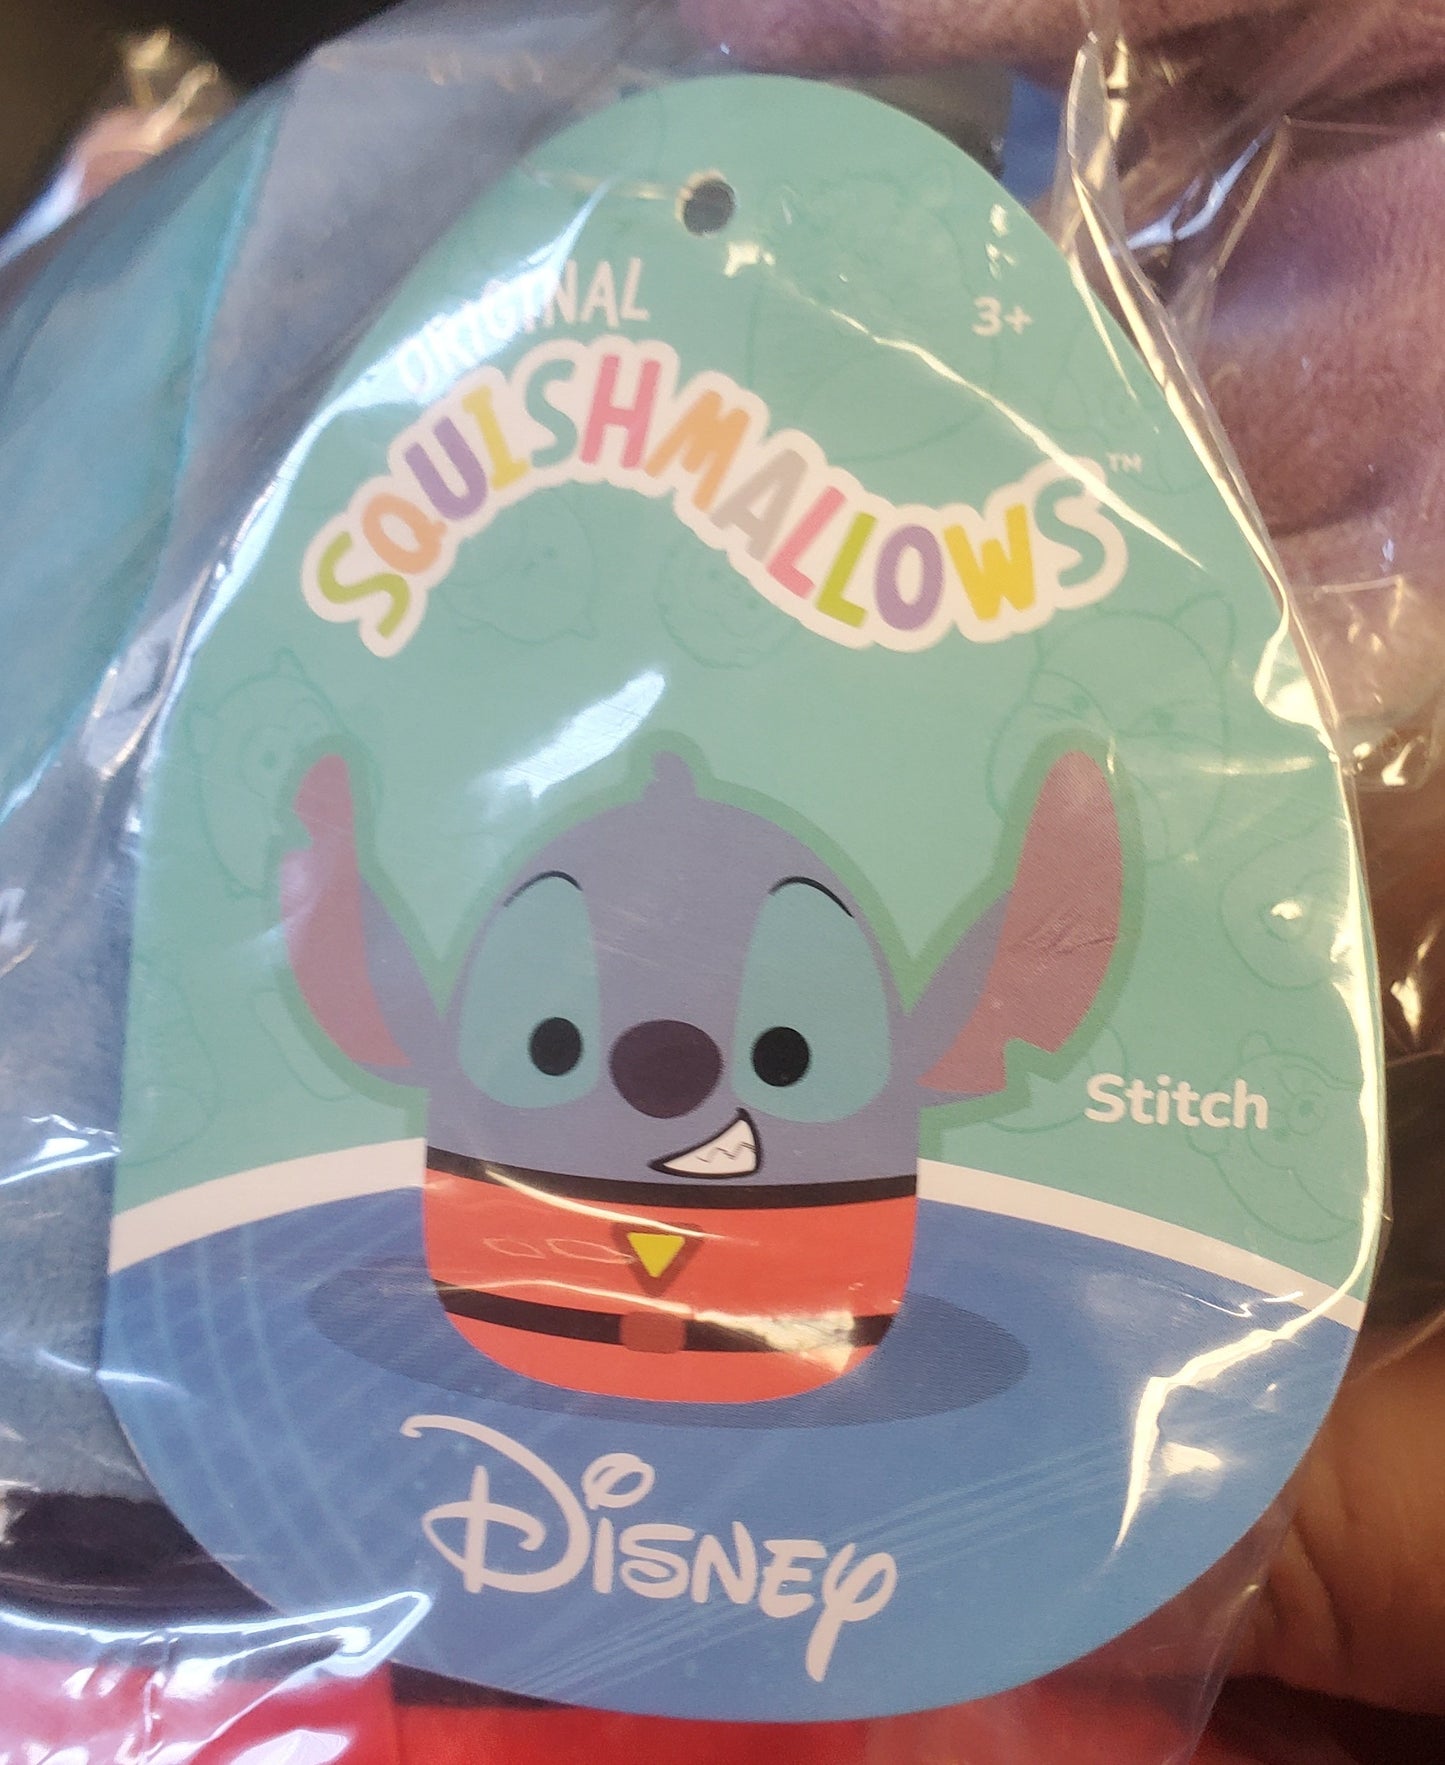 ORIGINAL
3+
SQUISHMALLOWS™
Stitch
DISNEY